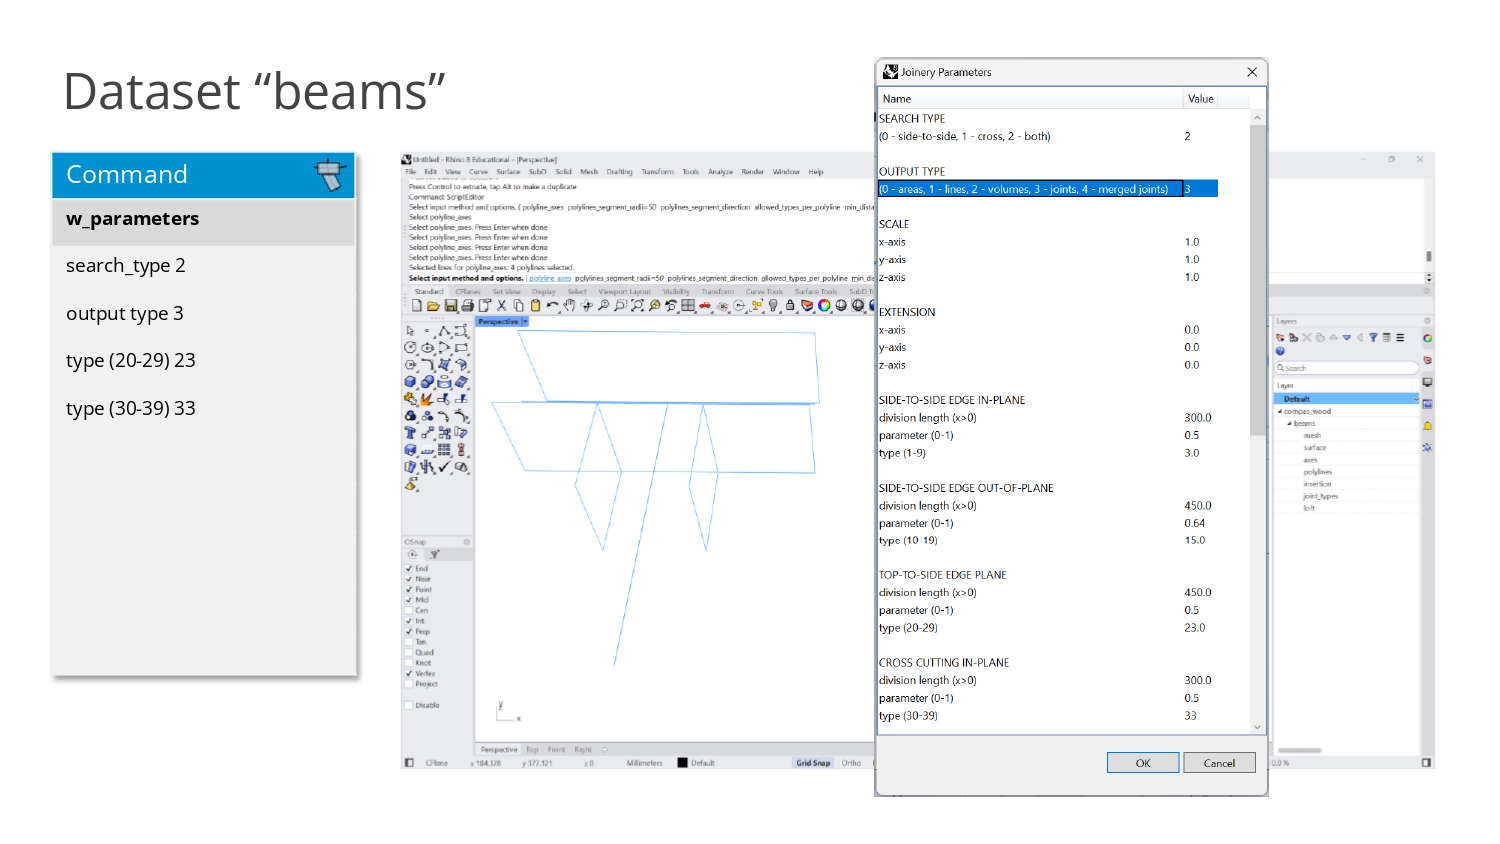 Dataset “beams”
Command
w_parameters
search_type 2
output type 3
type (20-29) 23
type (30-39) 33
Untitled - Rhino 8 Educational - [Perspective]
File Edit View Curve Surface SubD Solid Mesh Drafting Transform Tools Analyze Render Window Help
Press Control to extrude, tap Alt to make a duplicate
Command: ScriptEditor
Select input method and options. ( polyline_axes polylines_segment_radii=50 polylines_segment_direction allowed_types_per_polyline min_dista
Select polyline_axes
Select polyline_axes. Press Enter when done
Select polyline_axes. Press Enter when done
Select polyline_axes. Press Enter when done
Select polyline_axes. Press Enter when done
Selected lines for polyline_axes: 4 polylines selected.
Select input method and options. ( polyline_axes polylines_segment_radii=50 polylines_segment_direction allowed_types_per_polyline min_dis
Standard CPlanes Set View Display Select Viewport Layout Visibility Transform Curve Tools Surface Tools SubD T
Perspective
OSnap
End
Near
Point
Mid
Cen
Int
Perp
Tan
Quad
Knot
Vertex
Project
Disable
y
x
Perspective Top Front Right
CPlane x 184.378 y 377.121 z 0 Millimeters Default Grid Snap Ortho
Joinery Parameters
Name Value
SEARCH TYPE
(0 - side-to-side, 1 - cross, 2 - both) 2
OUTPUT TYPE
(0 - areas, 1 - lines, 2 - volumes, 3 - joints, 4 - merged joints) 3
SCALE
x-axis 1.0
y-axis 1.0
z-axis 1.0
EXTENSION
x-axis 0.0
y-axis 0.0
z-axis 0.0
SIDE-TO-SIDE EDGE IN-PLANE
division length (x>0) 300.0
parameter (0-1) 0.5
type (1-9) 3.0
SIDE-TO-SIDE EDGE OUT-OF-PLANE
division length (x>0) 450.0
parameter (0-1) 0.64
type (10-19) 15.0
TOP-TO-SIDE EDGE PLANE
division length (x>0) 450.0
parameter (0-1) 0.5
type (20-29) 23.0
CROSS CUTTING IN-PLANE
division length (x>0) 300.0
parameter (0-1) 0.5
type (30-39) 33
OK Cancel
Layers
Search
Layer
Default
compas_wood
beams
mesh
surface
axes
polylines
insertion
joint_types
loft